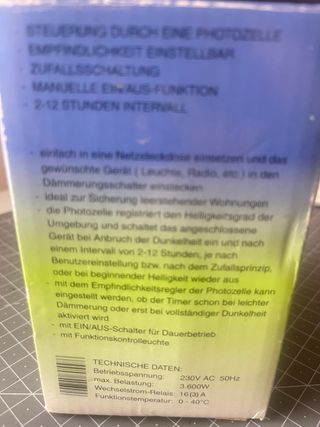 STEUERUNG DURCH EINE PHOTOZELLE
- EMPFINDLICHKEIT EINSTELLBAR
- ZUFALLSSCHALTUNG
- MANUELLE EIN/AUS-FUNKTION
- 2-12 STUNDEN INTERVALL
- einfach in eine Netzsteckdose einsetzen und das
gewünschte Gerät ( Leuchte, Radio, etc.) in den
Dämmerungsschalter einstecken
- ideal zur Sicherung leerstehender Wohnungen
- die Photozelle registriert den Helligkeitsgrad der
Umgebung und schaltet das angeschlossene
Gerät bei Anbruch der Dunkelheit ein und nach
einem Intervall von 2-12 Stunden, je nach
Benutzereinstellung bzw. nach dem Zufallsprinzip,
oder bei beginnender Helligkeit wieder aus
- mit dem Empfindlichkeitsregler der Photozelle kann
eingestellt werden, ob der Timer schon bei leichter
Dämmerung oder erst bei vollständiger Dunkelheit
aktiviert wird
- mit EIN/AUS-Schalter für Dauerbetrieb
- mit Funktionskontrolleuchte
TECHNISCHE DATEN:
Betriebsspannung: 230V AC 50Hz
max. Belastung: 3.600W
Wechselstrom-Relais: 16(3)A
Funktionstemperatur: 0 - 40°C